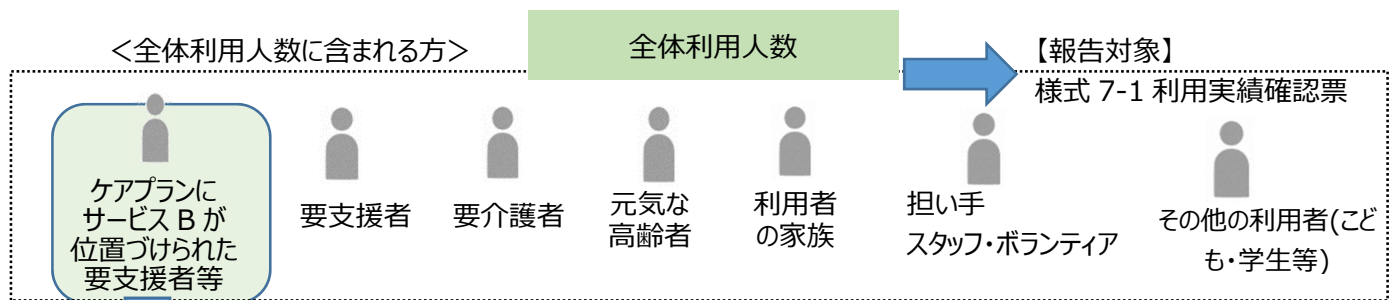 ＜全体利用人数に含まれる方＞
全体利用人数
【報告対象】
様式 7-1 利用実績確認票
ケアプランに
サービス B が
位置づけられた
要支援者等
要支援者
要介護者
元気な
高齢者
利用者
の家族
担い手
スタッフ・ボランティア
その他の利用者(こど
も・学生等)